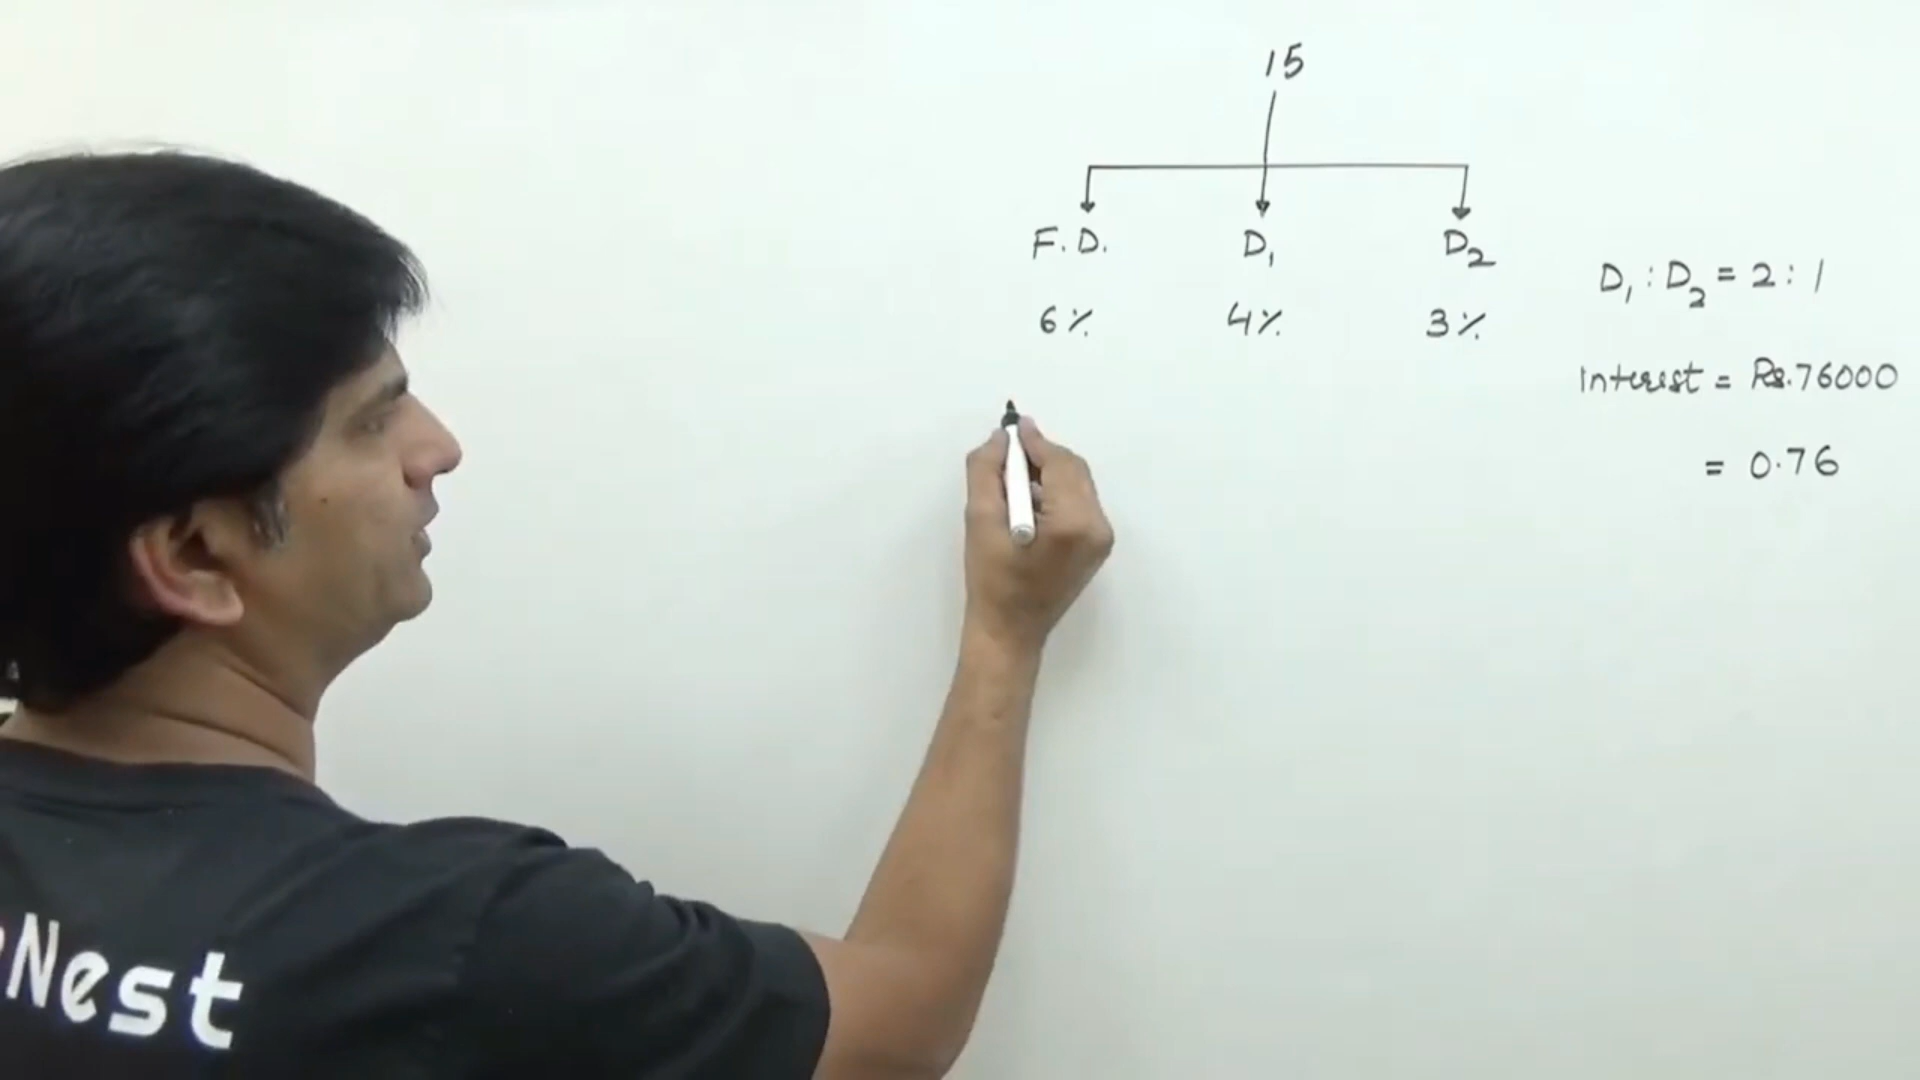 15
F.D. D₁ D₂
6% 4% 3%
D₁ : D₂ = 2 : 1
Interest = Rs.76000
= 0.76
Nest